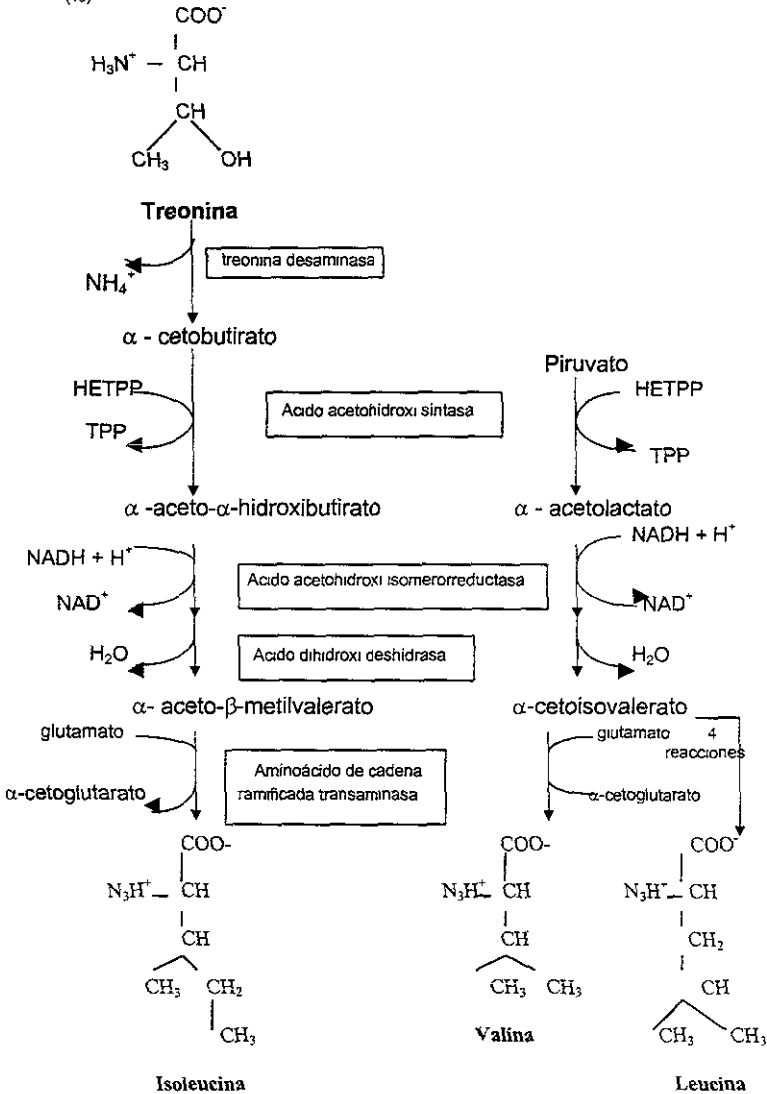 COO⁻
H₃N⁺ – CH
CH
CH₃ OH
Treonina
treonina desaminasa
NH₄⁺
α - cetobutirato
Piruvato
HETPP
HETPP
Acido acetohidroxi sintasa
TPP
TPP
α -aceto-α-hidroxibutirato
α - acetolactato
NADH + H⁺
NADH + H⁺
Acido acetohidroxi isomerorreductasa
NAD⁺
NAD⁺
H₂O
Acido dihidroxi deshidrasa
H₂O
α- aceto-β-metilvalerato
α-cetoisovalerato
glutamato
glutamato
4
reacciones
Aminoácido de cadena
ramificada transaminasa
α-cetoglutarato
α-cetoglutarato
COO-
COO-
COO⁻
N₃H⁺ – CH
N₃H⁺ – CH
N₃H⁺ – CH
CH
CH
CH₂
CH₃ CH₂
CH₃ CH₃
CH
CH₃
Valina
CH₃ CH₃
Isoleucina
Leucina